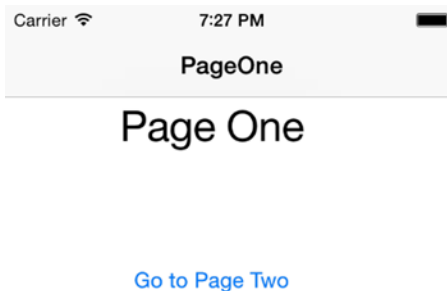 Carrier 7:27 PM
PageOne
Page One
Go to Page Two